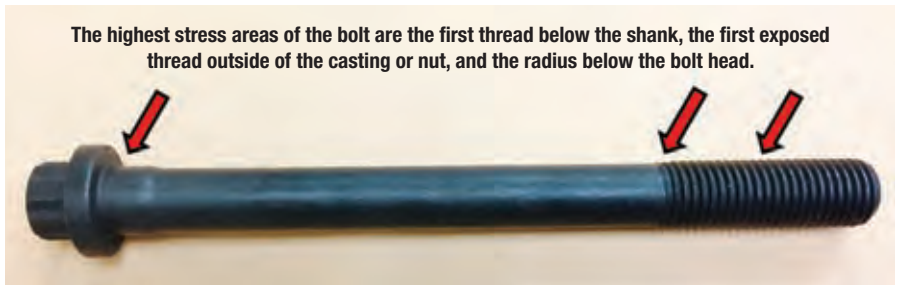 The highest stress areas of the bolt are the first thread below the shank, the first exposed
thread outside of the casting or nut, and the radius below the bolt head.